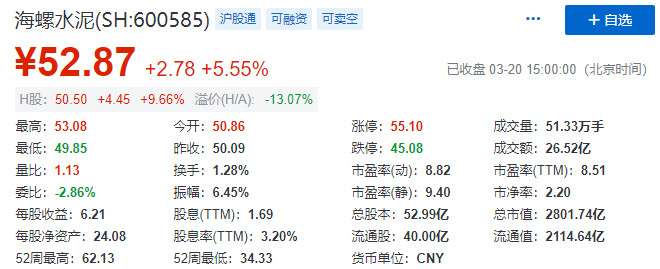 海螺水泥(SH:600585) 沪股通 可融资 可卖空 ··· +自选
¥52.87 +2.78 +5.55% 已收盘 03-20 15:00:00（北京时间）
H股: 50.50 +4.45 +9.66% 溢价(H/A): -13.07%
最高：53.08 今开：50.86 涨停：55.10 成交量：51.33万手
最低：49.85 昨收：50.09 跌停：45.08 成交额：26.52亿
量比：1.13 换手：1.28% 市盈率(动)：8.82 市盈率(TTM)：8.51
委比：-2.86% 振幅：6.45% 市盈率(静)：9.40 市净率：2.20
每股收益：6.21 股息(TTM)：1.69 总股本：52.99亿 总市值：2801.74亿
每股净资产：24.08 股息率(TTM)：3.20% 流通股：40.00亿 流通值：2114.64亿
52周最高：62.13 52周最低：34.33 货币单位：CNY